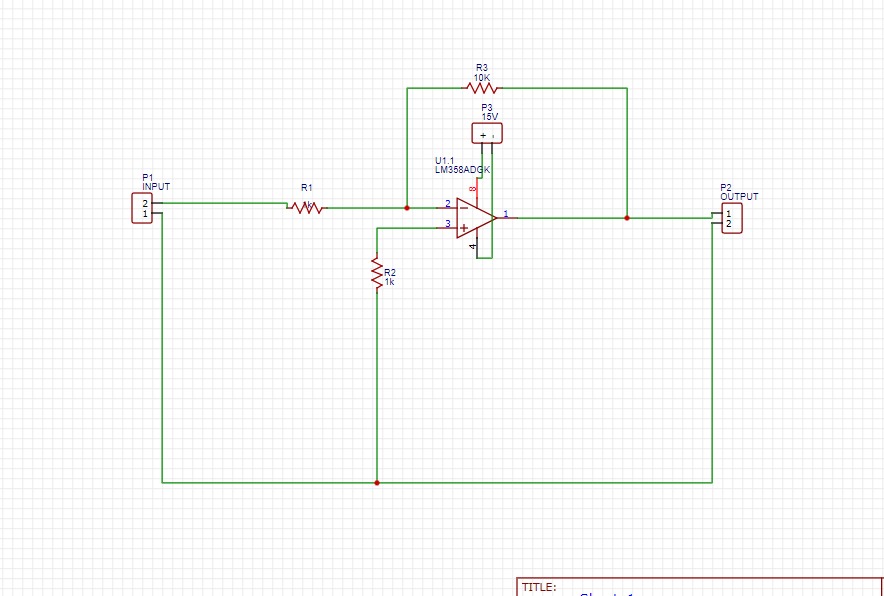 R3
10K
P3
15V
+ -
U1.1
LM358ADGK
8
P1
INPUT
2
1
R1
1k
2
3
1
4
P2
OUTPUT
1
2
R2
1k
TITLE: